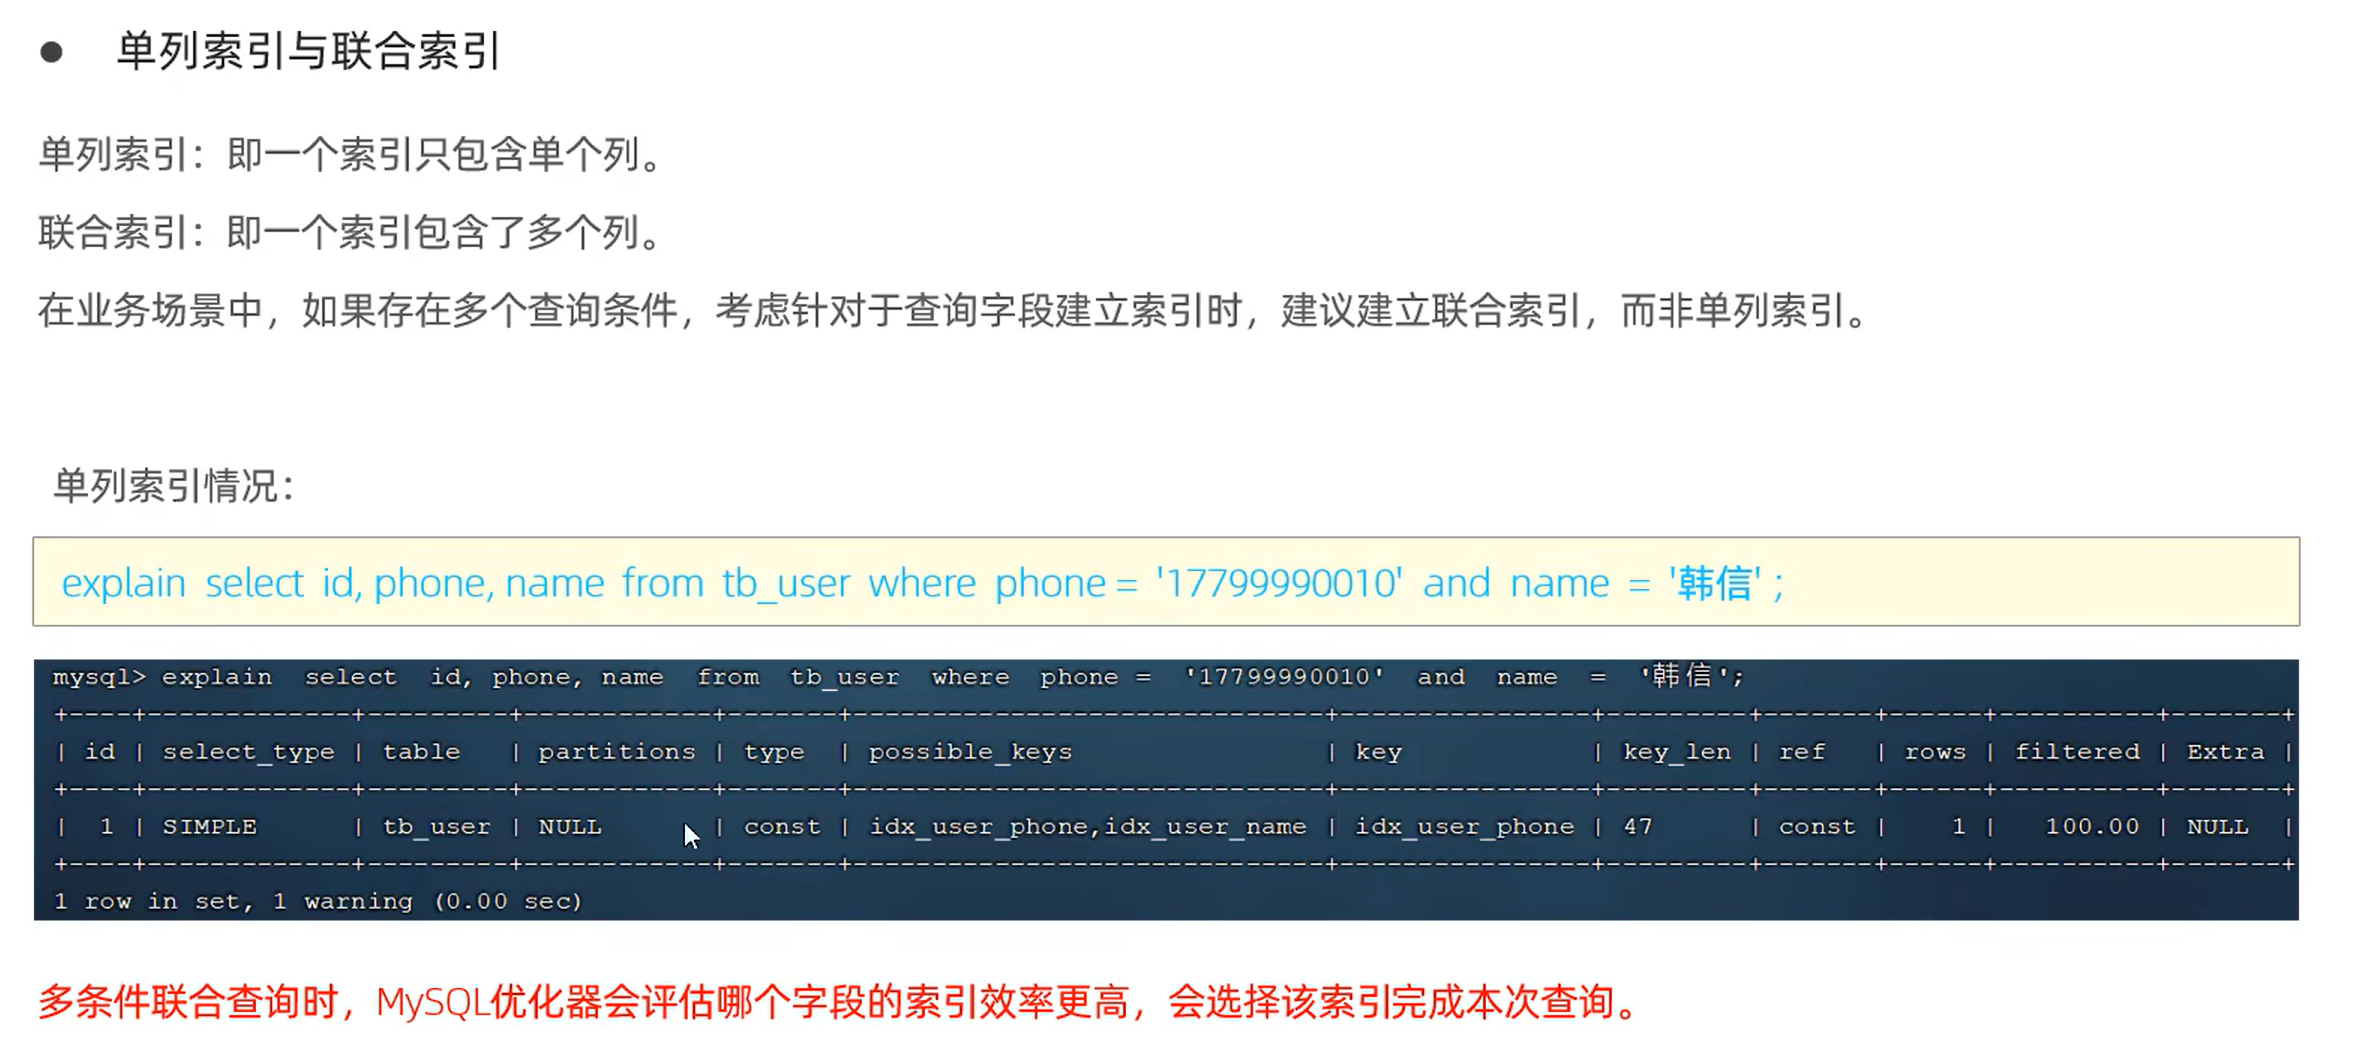 ● 单列索引与联合索引
单列索引：即一个索引只包含单个列。
联合索引：即一个索引包含了多个列。
在业务场景中，如果存在多个查询条件，考虑针对于查询字段建立索引时，建议建立联合索引，而非单列索引。
单列索引情况：
explain select id, phone, name from tb_user where phone = '17799990010' and name = '韩信' ;
mysql> explain select id, phone, name from tb_user where phone = '17799990010' and name = '韩信';
+----+-------------+---------+------------+-------+------------------------------+----------------+---------+-------+------+----------+-------+
| id | select_type | table | partitions | type | possible_keys | key | key_len | ref | rows | filtered | Extra |
+----+-------------+---------+------------+-------+------------------------------+----------------+---------+-------+------+----------+-------+
| 1 | SIMPLE | tb_user | NULL | const | idx_user_phone,idx_user_name | idx_user_phone | 47 | const | 1 | 100.00 | NULL |
+----+-------------+---------+------------+-------+------------------------------+----------------+---------+-------+------+----------+-------+
1 row in set, 1 warning (0.00 sec)
多条件联合查询时，MySQL优化器会评估哪个字段的索引效率更高，会选择该索引完成本次查询。